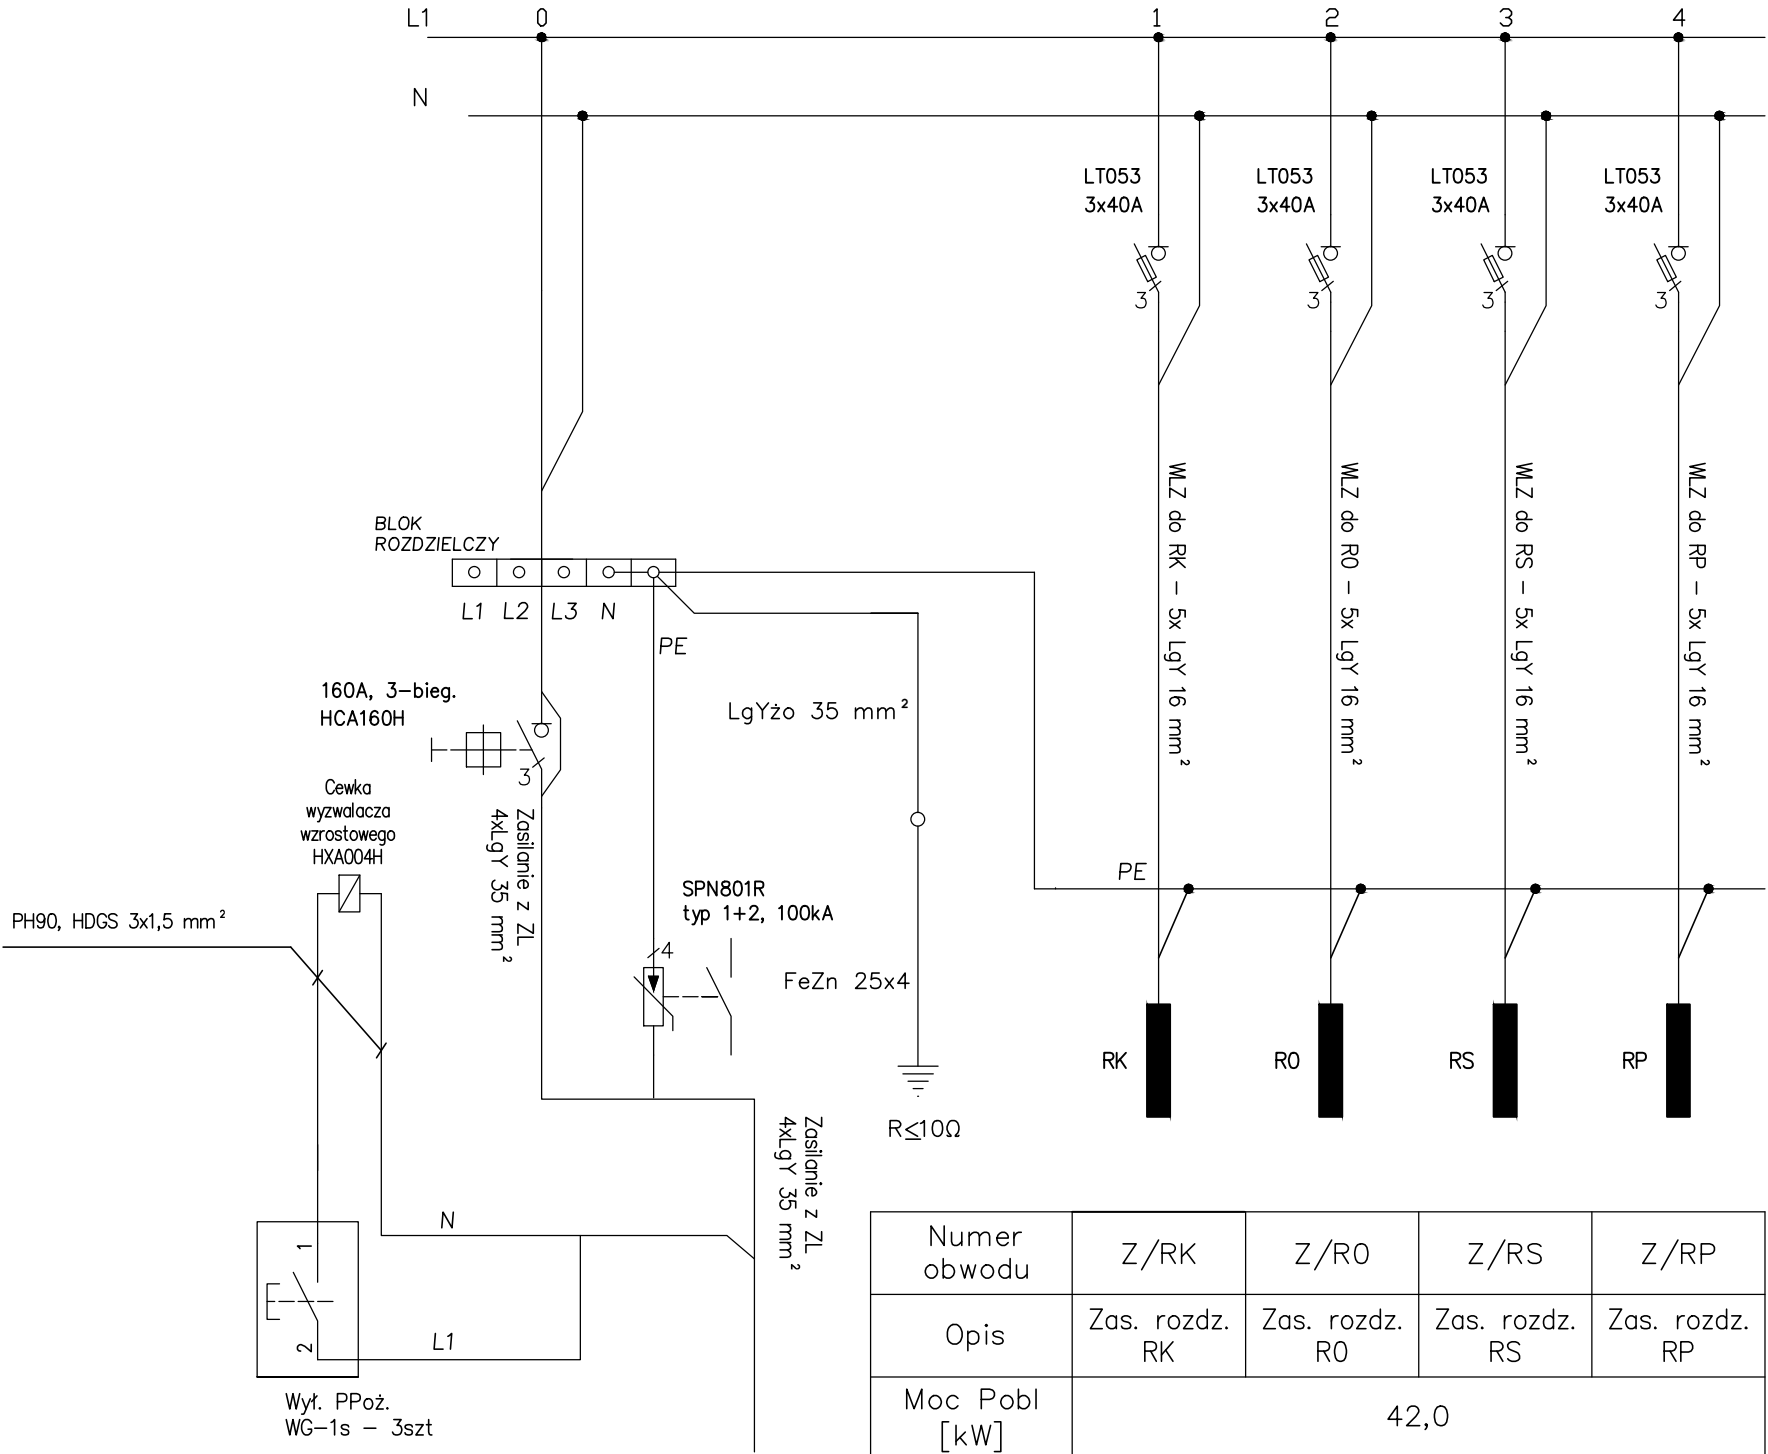 L1
0
1
2
3
4
N
LT053
3x40A
LT053
3x40A
LT053
3x40A
LT053
3x40A
3
3
3
3
WLZ do RK – 5x LgY 16 mm²
WLZ do R0 – 5x LgY 16 mm²
WLZ do RS – 5x LgY 16 mm²
WLZ do RP – 5x LgY 16 mm²
BLOK
ROZDZIELCZY
L1 L2 L3 N
PE
160A, 3–bieg.
HCA160H
3
LgYżo 35 mm²
Cewka
wyzwalacza
wzrostowego
HXA004H
Zasilanie z ZL
4xLgY 35 mm²
PE
SPN801R
typ 1+2, 100kA
PH90, HDGS 3x1,5 mm²
4
FeZn 25x4
RK
R0
RS
RP
R≤10Ω
Zasilanie z ZL
4xLgY 35 mm²
N
1
2
L1
Wył. PPoż.
WG–1s – 3szt
Numer
obwodu
Z/RK
Z/R0
Z/RS
Z/RP
Opis
Zas. rozdz.
RK
Zas. rozdz.
R0
Zas. rozdz.
RS
Zas. rozdz.
RP
Moc Pobl
[kW]
42,0